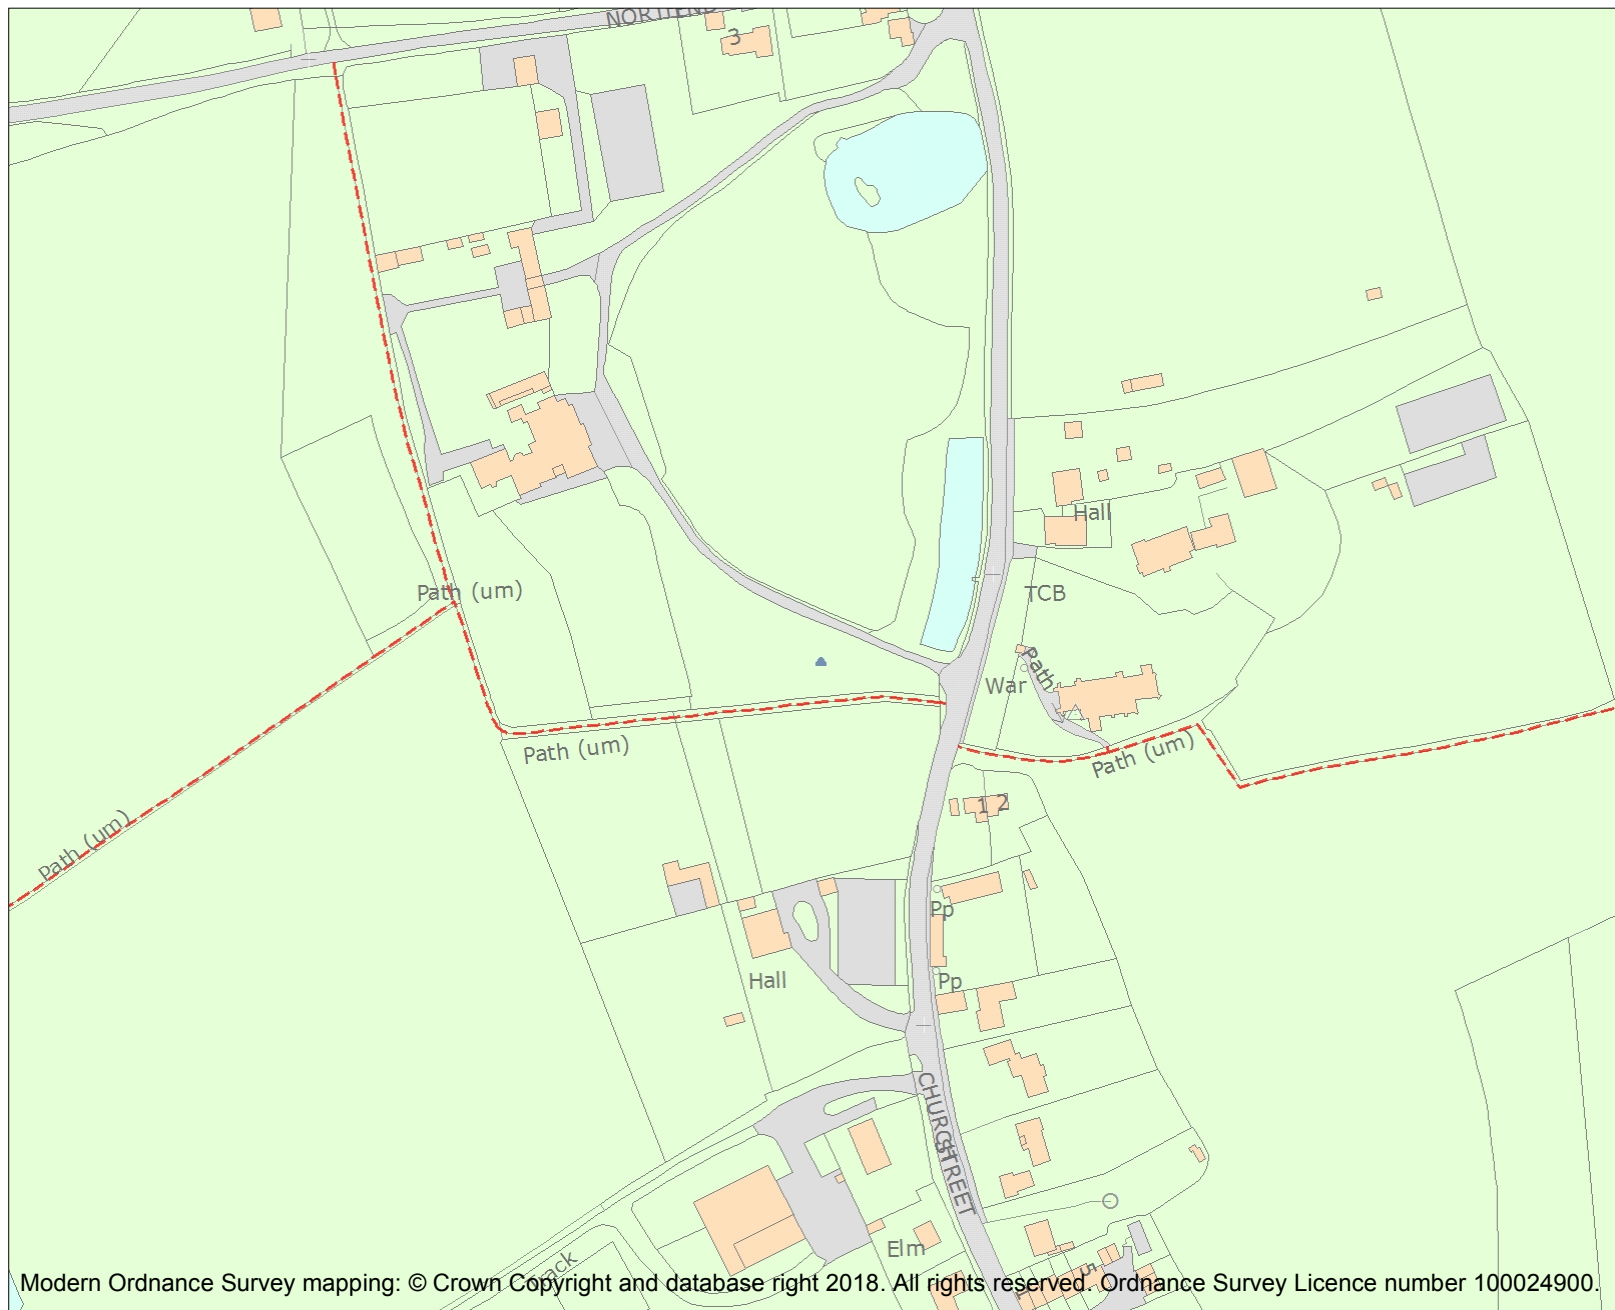 3
Hall
Path (um)
TCB
Path
War
Path (um)
Path (um)
1 2
Path (um)
Pp
Hall
Pp
CHURCH
STREET
Elm
5
Modern Ordnance Survey mapping: © Crown Copyright and database right 2018. All rights reserved. Ordnance Survey Licence number 100024900.